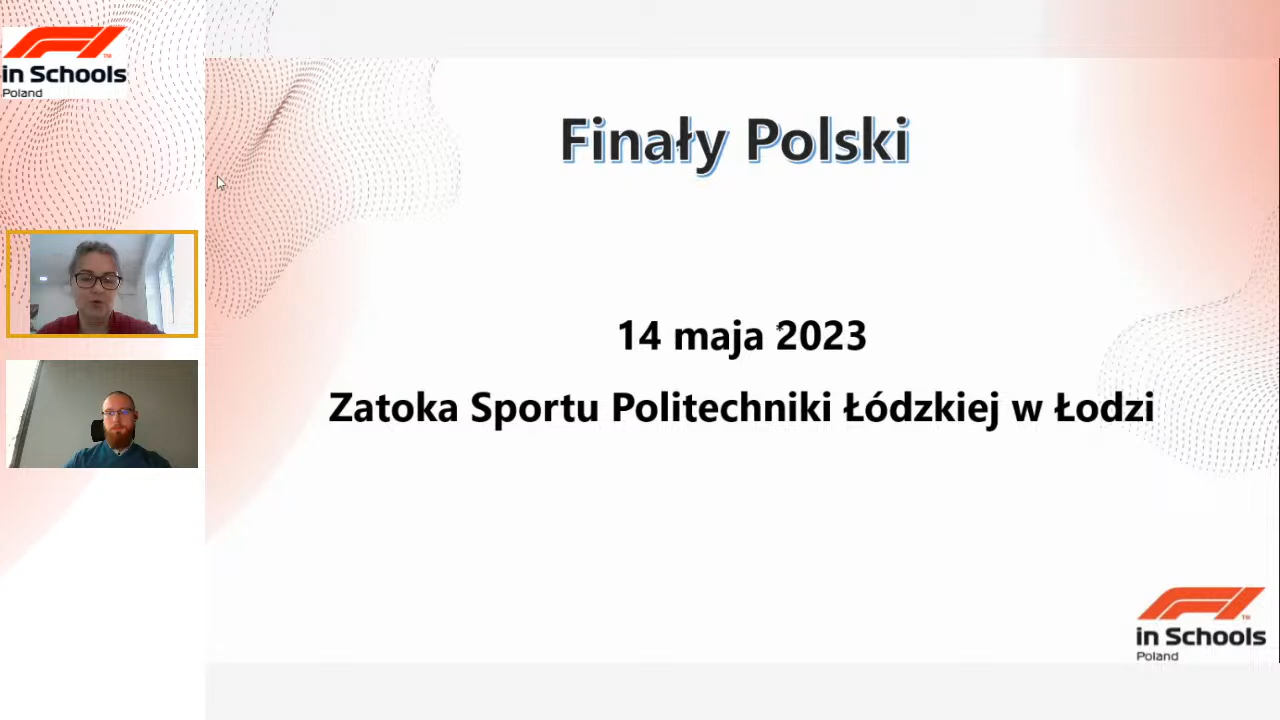 in Schools
Poland
Finały Polski
14 maja 2023
Zatoka Sportu Politechniki Łódzkiej w Łodzi
in Schools
Poland